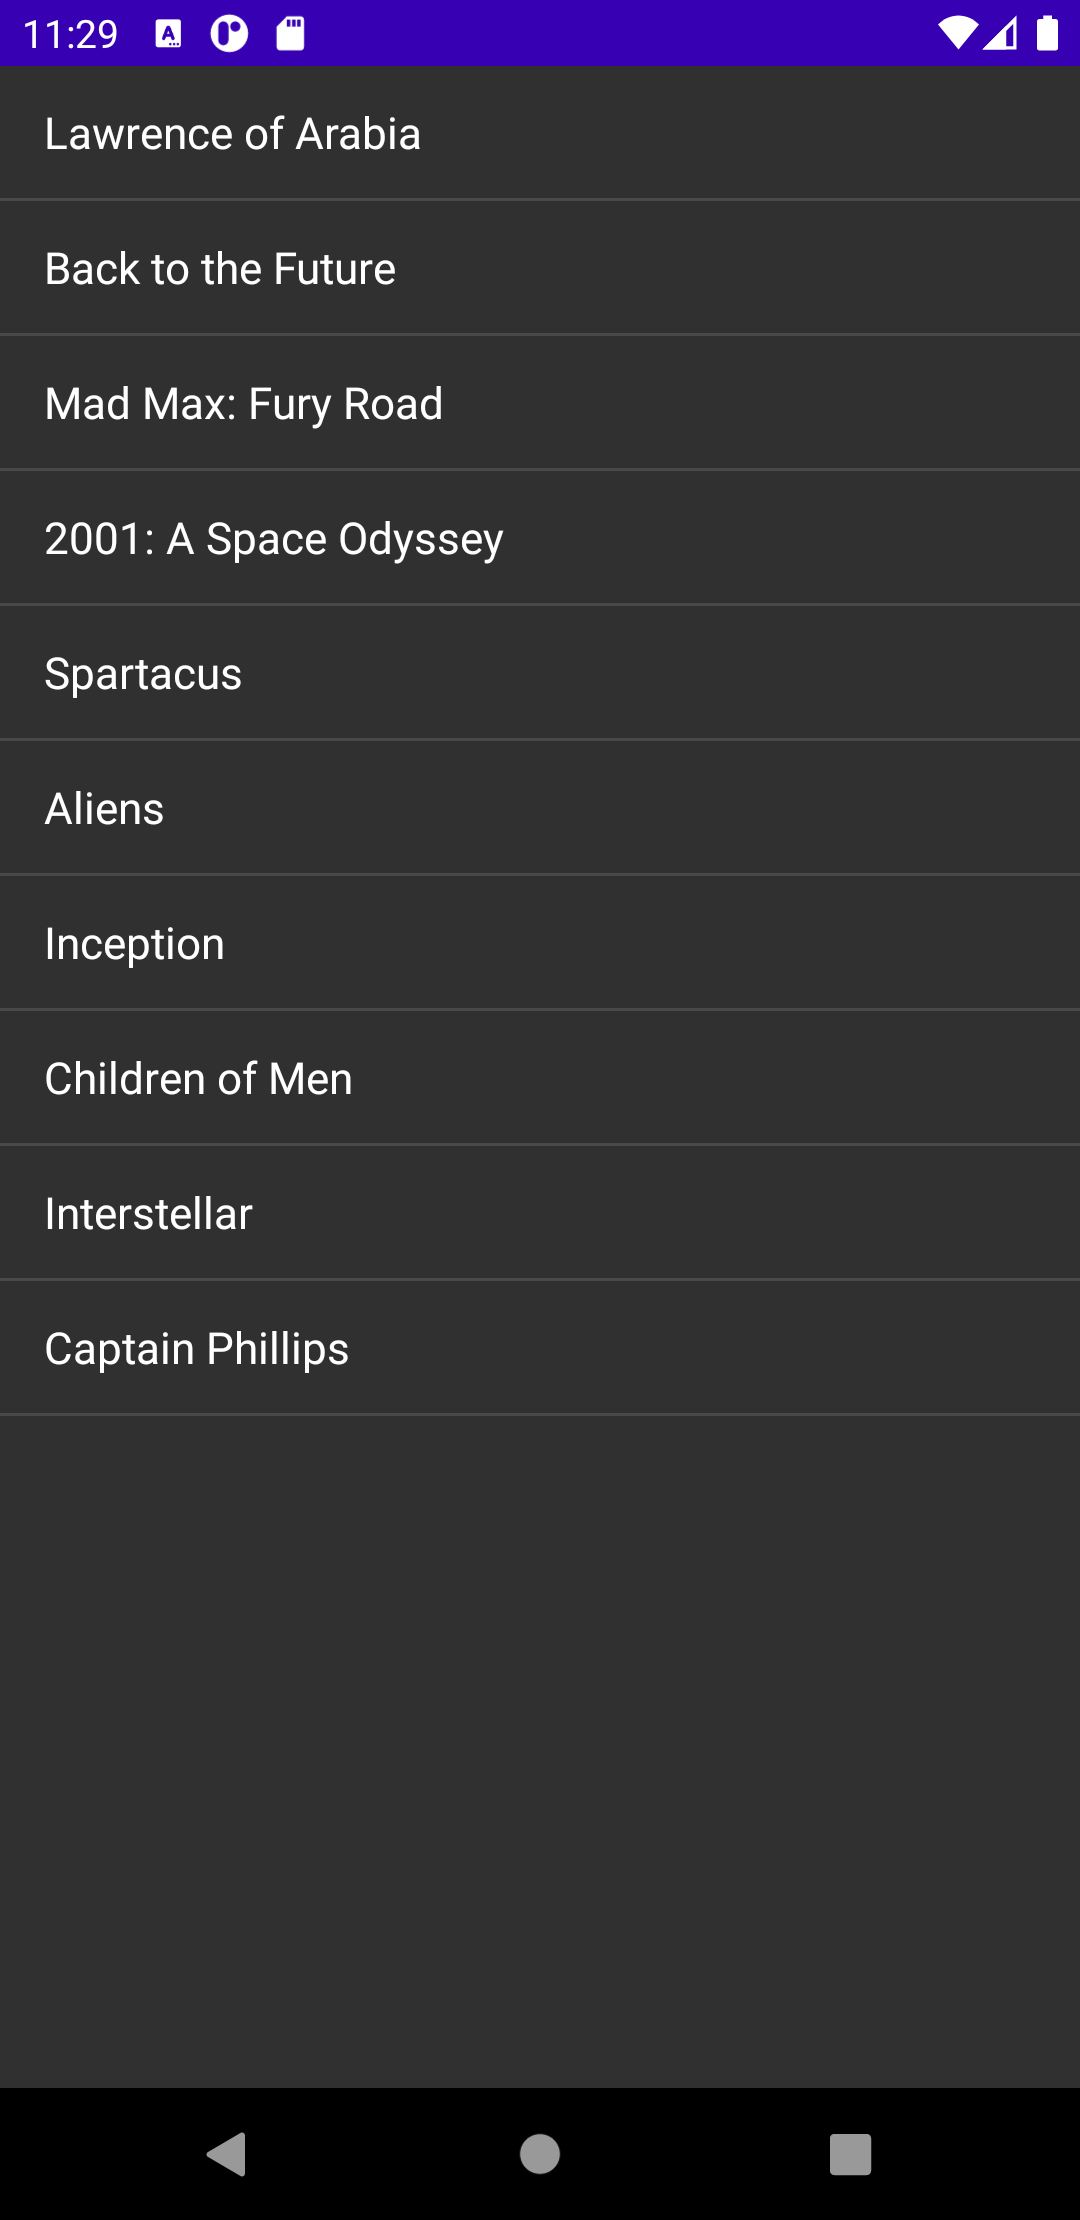 11:29
Lawrence of Arabia
Back to the Future
Mad Max: Fury Road
2001: A Space Odyssey
Spartacus
Aliens
Inception
Children of Men
Interstellar
Captain Phillips